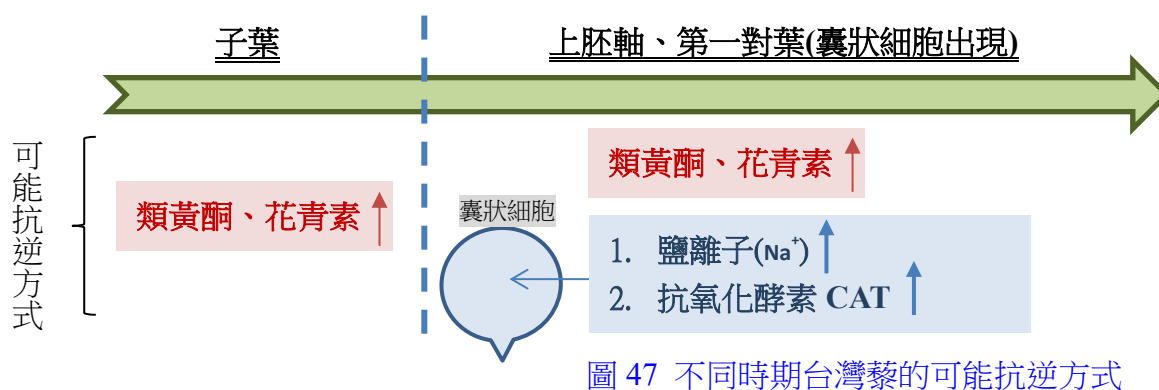 子葉
上胚軸、第一對葉(囊狀細胞出現)
可能抗逆方式
類黃酮、花青素
類黃酮、花青素
囊狀細胞
1. 鹽離子(Na⁺)
2. 抗氧化酵素 CAT
圖 47 不同時期台灣藜的可能抗逆方式